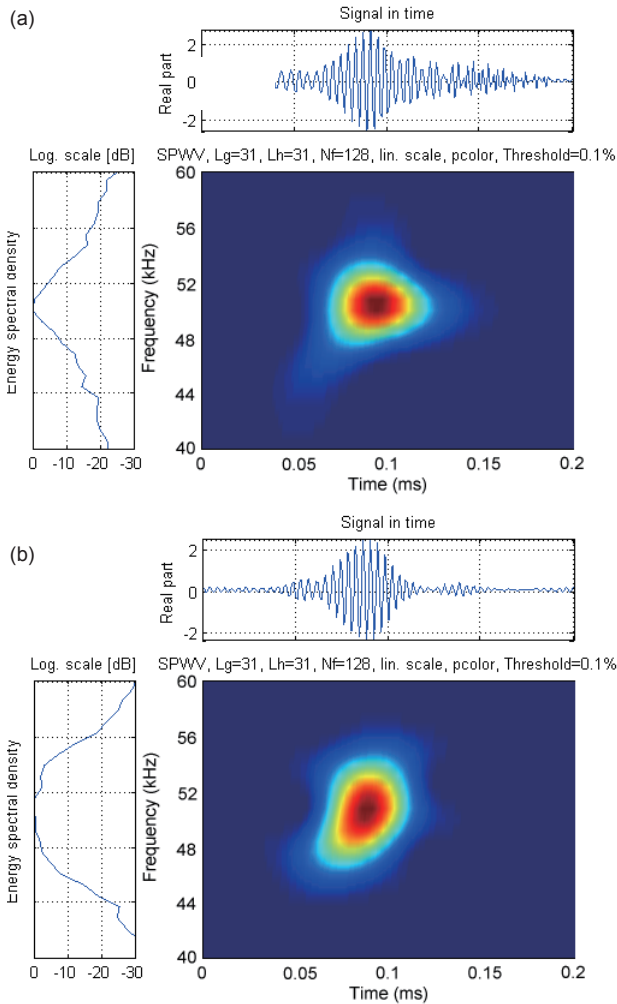 (a)
Signal in time
Real part
2
0
-2
Log. scale [dB]
SPWV, Lg=31, Lh=31, Nf=128, lin. scale, pcolor, Threshold=0.1%
Energy spectral density
0 -10 -20 -30
Frequency (kHz)
60
56
52
48
44
40
0 0.05 0.1 0.15 0.2
Time (ms)
(b)
Signal in time
Real part
2
0
-2
Log. scale [dB]
SPWV, Lg=31, Lh=31, Nf=128, lin. scale, pcolor, Threshold=0.1%
Energy spectral density
0 -10 -20 -30
Frequency (kHz)
60
56
52
48
44
40
0 0.05 0.1 0.15 0.2
Time (ms)